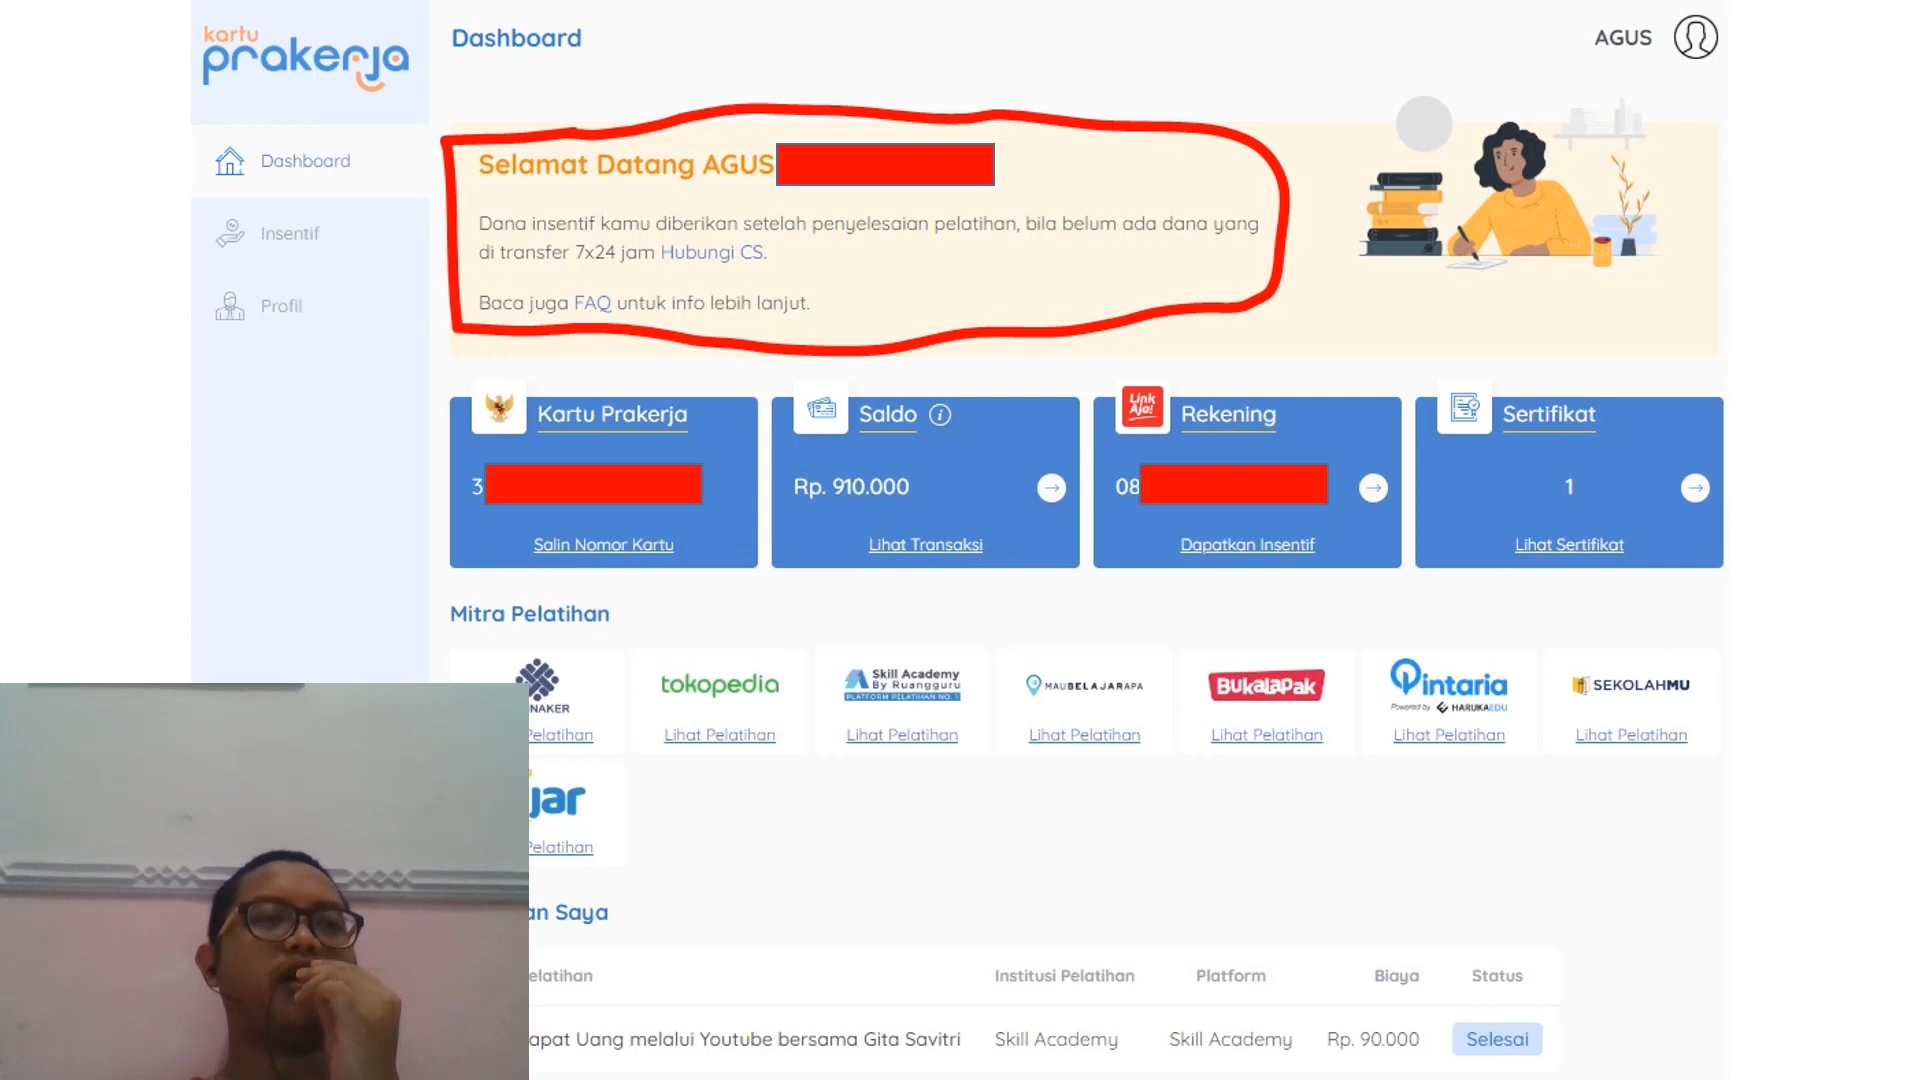 kartu
prakerja
Dashboard
AGUS
Dashboard
Insentif
Profil
Selamat Datang AGUS
Dana insentif kamu diberikan setelah penyelesaian pelatihan, bila belum ada dana yang
di transfer 7x24 jam Hubungi CS.
Baca juga FAQ untuk info lebih lanjut.
Kartu Prakerja
3
Salin Nomor Kartu
Saldo i
Rp. 910.000
Lihat Transaksi
Link
Aja!
Rekening
08
Dapatkan Insentif
Sertifikat
1
Lihat Sertifikat
Mitra Pelatihan
NAKER
Pelatihan
tokopedia
Lihat Pelatihan
Skill Academy
By Ruangguru
PLATFORM PELATIHAN NO. 1
Lihat Pelatihan
MAUBELAJARAPA
Lihat Pelatihan
BukaLaPak
Lihat Pelatihan
Pintaria
Powered by HARUKAEDU
Lihat Pelatihan
SEKOLAHMU
Lihat Pelatihan
jar
Pelatihan
an Saya
elatihan
Institusi Pelatihan
Platform
Biaya
Status
apat Uang melalui Youtube bersama Gita Savitri
Skill Academy
Skill Academy
Rp. 90.000
Selesai